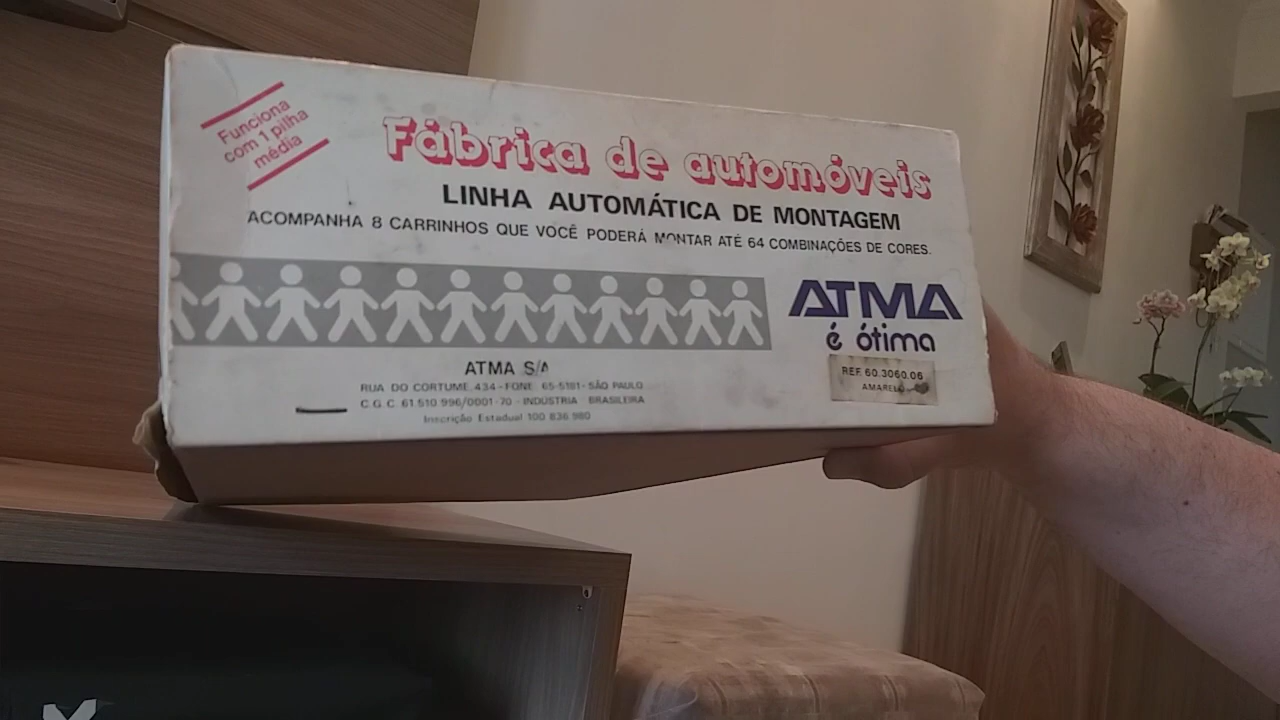 Funciona
com 1 pilha
média
Fábrica de automóveis
LINHA AUTOMÁTICA DE MONTAGEM
ACOMPANHA 8 CARRINHOS QUE VOCÊ PODERÁ MONTAR ATÉ 64 COMBINAÇÕES DE CORES.
ATMA
é ótima
REF. 60.3060.06
AMARELO
ATMA S/A
RUA DO CORTUME, 434 - FONE 65-5181 - SÃO PAULO
C.G.C. 61.510.996/0001-70 - INDÚSTRIA BRASILEIRA
Inscrição Estadual 100.836.980